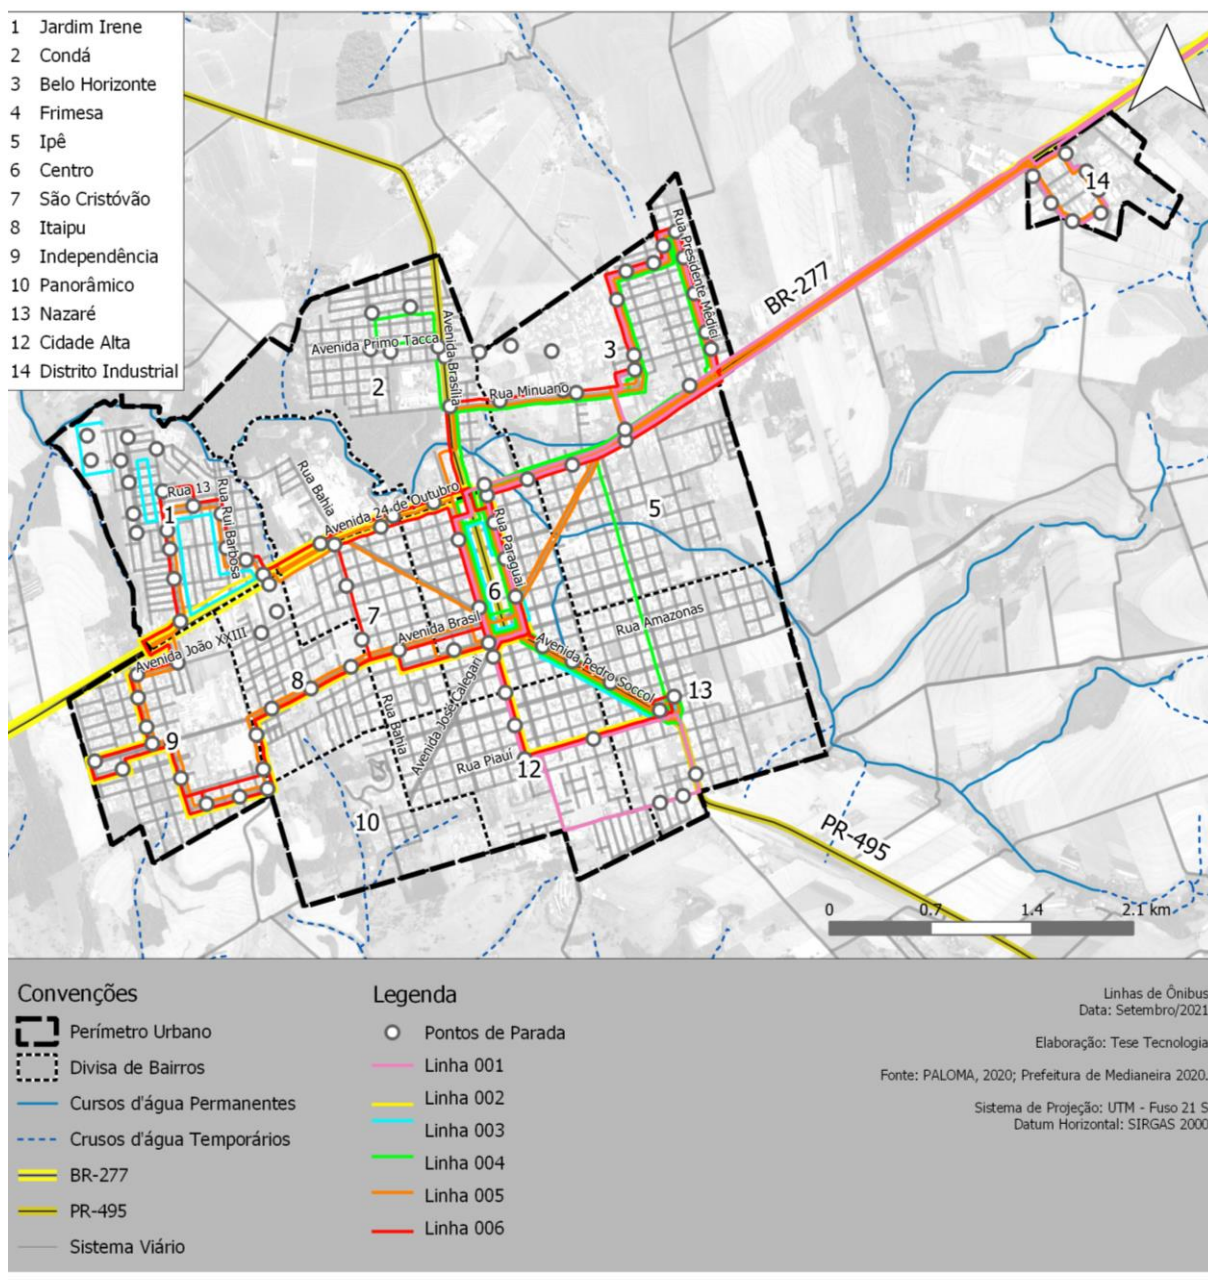 1 Jardim Irene
2 Condá
3 Belo Horizonte
4 Frimesa
5 Ipê
6 Centro
7 São Cristóvão
8 Itaipu
9 Independência
10 Panorâmico
13 Nazaré
12 Cidade Alta
14 Distrito Industrial
14
Rua Presidente Médici
BR-277
Avenida Brasília
Avenida Primo Tacca
3
2
Rua Minuano
Rua Bahia
Rua 13
Avenida 24 de Outubro
1
Rua Rui Barbosa
5
Rua Paraguai
6
7
Rua Amazonas
Avenida Brasil
Avenida João XXIII
Avenida Pedro Soccol
8
13
Rua Bahia
Avenida José Calegari
9
Rua Piauí
12
10
PR-495
0 0.7 1.4 2.1 km
Convenções
Perímetro Urbano
Divisa de Bairros
Cursos d'água Permanentes
Crusos d'água Temporários
BR-277
PR-495
Sistema Viário
Legenda
Pontos de Parada
Linha 001
Linha 002
Linha 003
Linha 004
Linha 005
Linha 006
Linhas de Ônibus
Data: Setembro/2021
Elaboração: Tese Tecnologia
Fonte: PALOMA, 2020; Prefeitura de Medianeira 2020.
Sistema de Projeção: UTM - Fuso 21 S
Datum Horizontal: SIRGAS 2000